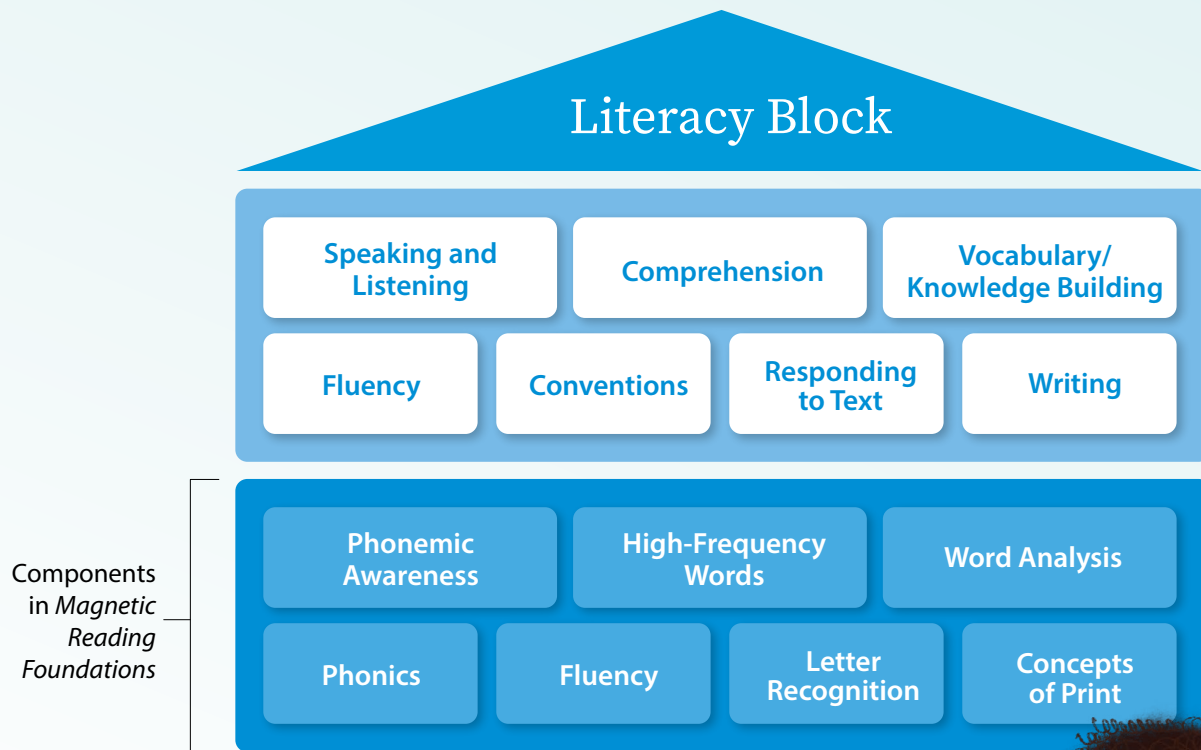 Literacy Block
Speaking and
Listening
Comprehension
Vocabulary/
Knowledge Building
Fluency
Conventions
Responding
to Text
Writing
Components
in Magnetic
Reading
Foundations
Phonemic
Awareness
High-Frequency
Words
Word Analysis
Phonics
Fluency
Letter
Recognition
Concepts
of Print